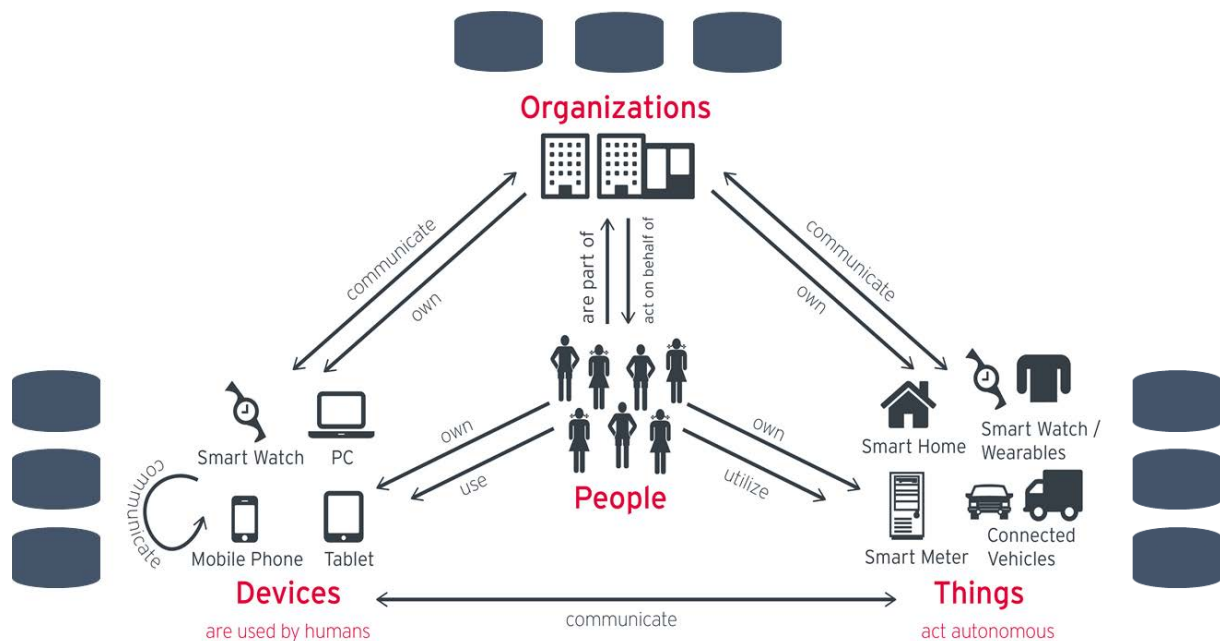 Organizations
communicate
own
are part of
act on behalf of
communicate
own
Smart Watch
PC
own
use
own
utilize
Smart Home
Smart Watch /
Wearables
communicate
Mobile Phone
Tablet
People
Smart Meter
Connected
Vehicles
Devices
are used by humans
communicate
Things
act autonomous